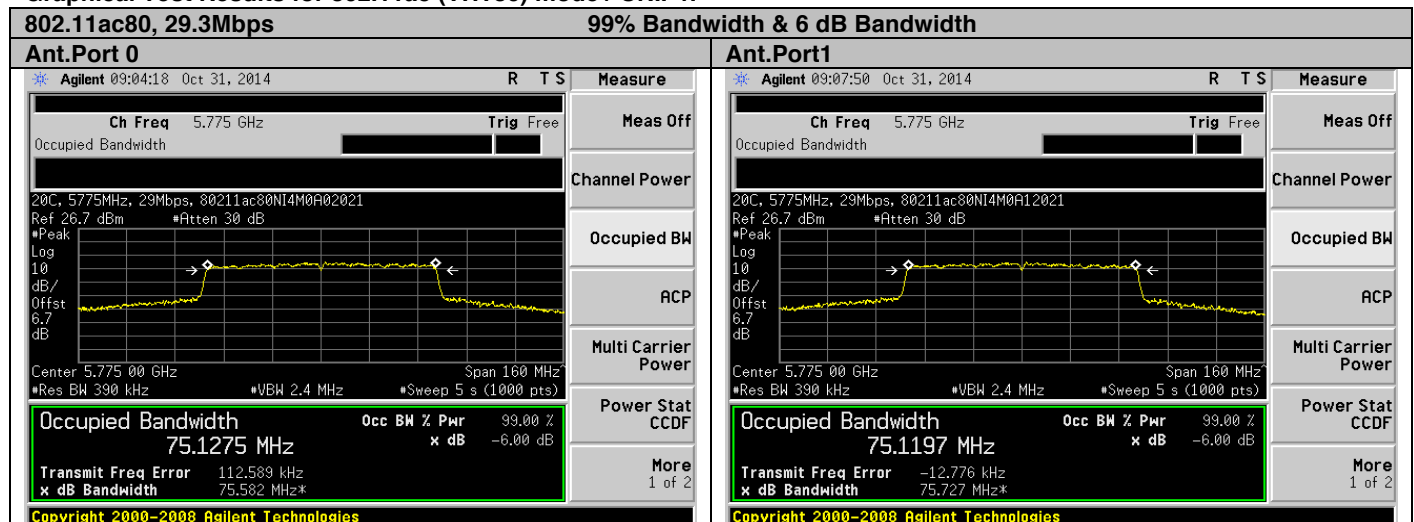 802.11ac80, 29.3Mbps 99% Bandwidth & 6 dB Bandwidth
Ant.Port 0
Agilent 09:04:18 Oct 31, 2014 R T S
Measure
Ch Freq 5.775 GHz Trig Free
Occupied Bandwidth
20C, 5775MHz, 29Mbps, 80211ac80NI4M0A02021
Ref 26.7 dBm #Atten 30 dB
#Peak
Log
10
dB/
Offst
6.7
dB
Center 5.775 00 GHz Span 160 MHz^
#Res BW 390 kHz #VBW 2.4 MHz #Sweep 5 s (1000 pts)
Occupied Bandwidth Occ BW % Pwr 99.00 %
75.1275 MHz x dB -6.00 dB
Transmit Freq Error 112.589 kHz
x dB Bandwidth 75.582 MHz*
Copyright 2000-2008 Agilent Technologies
Meas Off
Channel Power
Occupied BW
ACP
Multi Carrier
Power
Power Stat
CCDF
More
1 of 2
Ant.Port1
Agilent 09:07:50 Oct 31, 2014 R T S
Measure
Ch Freq 5.775 GHz Trig Free
Occupied Bandwidth
20C, 5775MHz, 29Mbps, 80211ac80NI4M0A12021
Ref 26.7 dBm #Atten 30 dB
#Peak
Log
10
dB/
Offst
6.7
dB
Center 5.775 00 GHz Span 160 MHz^
#Res BW 390 kHz #VBW 2.4 MHz #Sweep 5 s (1000 pts)
Occupied Bandwidth Occ BW % Pwr 99.00 %
75.1197 MHz x dB -6.00 dB
Transmit Freq Error -12.776 kHz
x dB Bandwidth 75.727 MHz*
Copyright 2000-2008 Agilent Technologies
Meas Off
Channel Power
Occupied BW
ACP
Multi Carrier
Power
Power Stat
CCDF
More
1 of 2